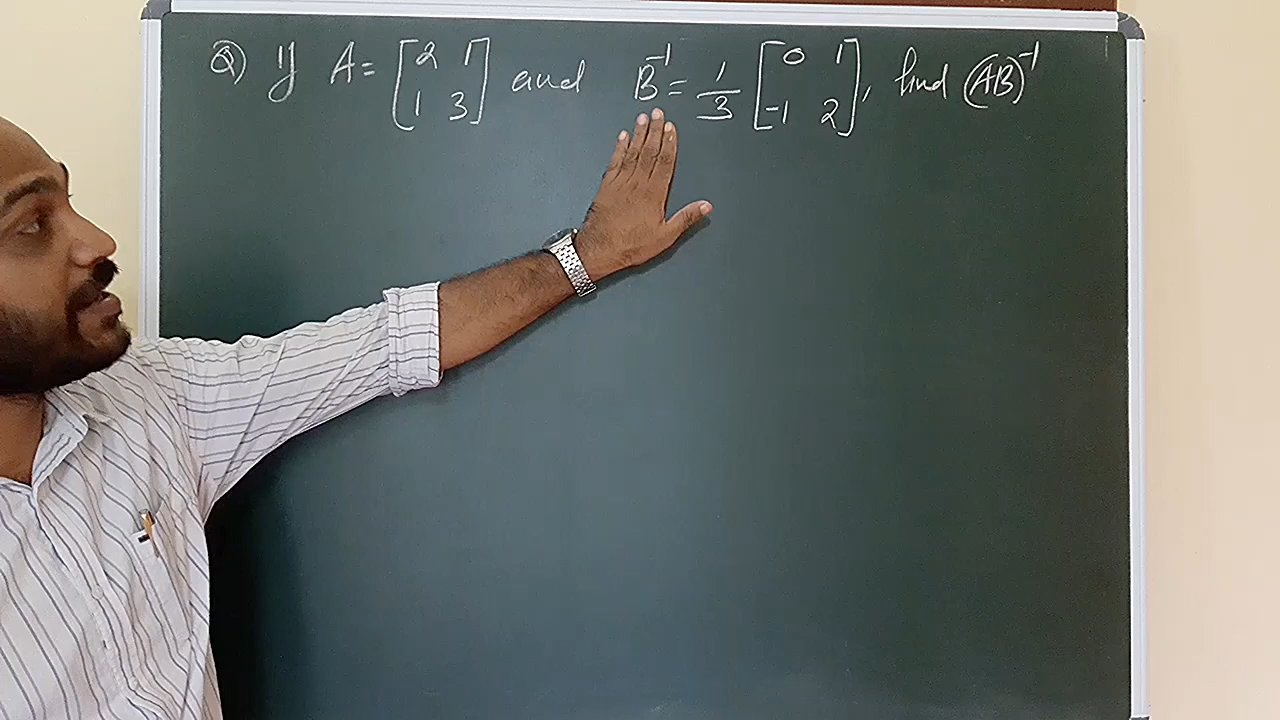 Q) If A = [2 1 1 3] and B⁻¹ = 1/3 [0 1 -1 2], find (AB)⁻¹